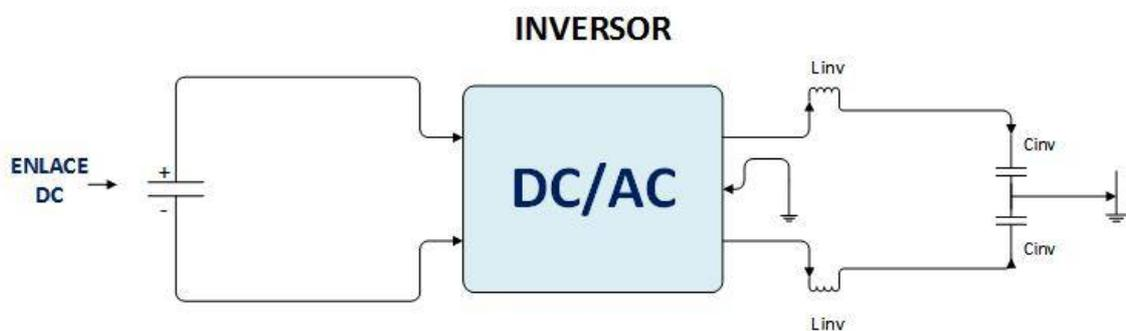 INVERSOR
Linv
ENLACE
DC
+
-
DC/AC
Cinv
Cinv
Linv